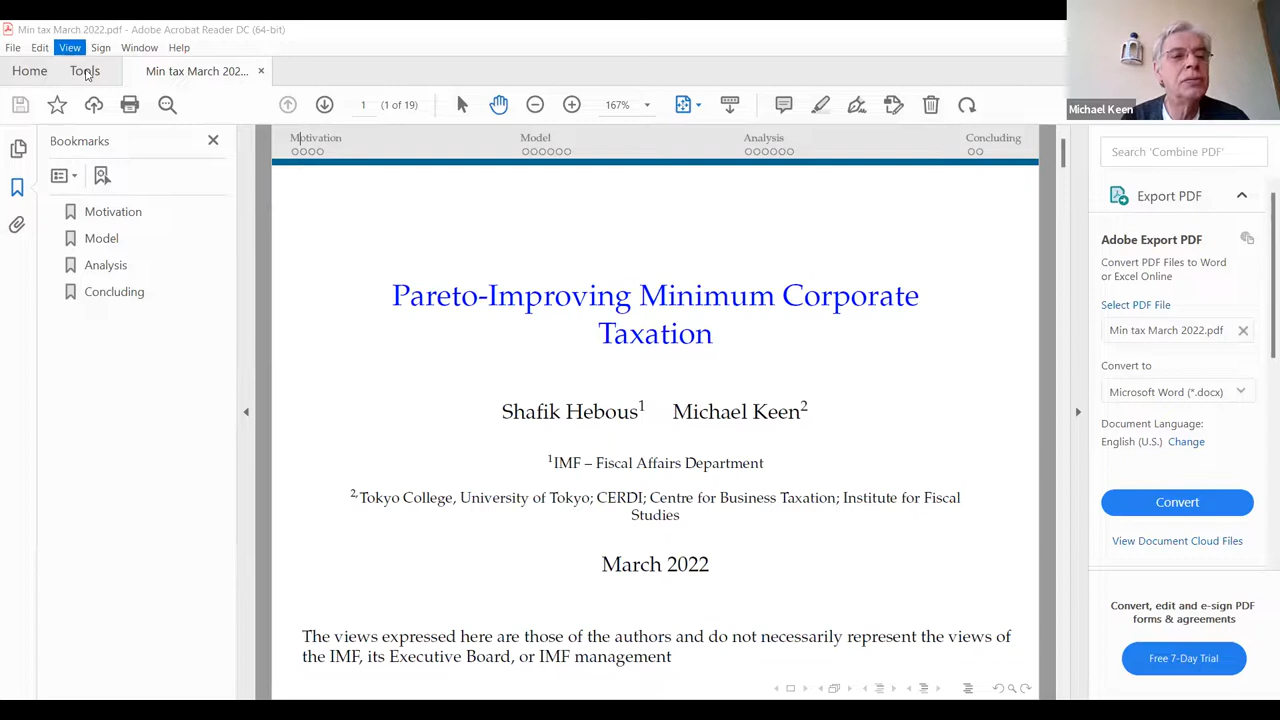 Min tax March 2022.pdf - Adobe Acrobat Reader DC (64-bit)
File Edit View Sign Window Help
Home Tools Min tax March 202... ×
1 (1 of 19) 167%
Michael Keen
Bookmarks
Motivation
Model
Analysis
Concluding
Motivation Model Analysis Concluding
Pareto-Improving Minimum Corporate
Taxation
Shafik Hebous1 Michael Keen2
1IMF – Fiscal Affairs Department
2,Tokyo College, University of Tokyo; CERDI; Centre for Business Taxation; Institute for Fiscal
Studies
March 2022
The views expressed here are those of the authors and do not necessarily represent the views of
the IMF, its Executive Board, or IMF management
Search 'Combine PDF'
Export PDF
Adobe Export PDF
Convert PDF Files to Word
or Excel Online
Select PDF File
Min tax March 2022.pdf
Convert to
Microsoft Word (*.docx)
Document Language:
English (U.S.) Change
Convert
View Document Cloud Files
Convert, edit and e-sign PDF
forms & agreements
Free 7-Day Trial